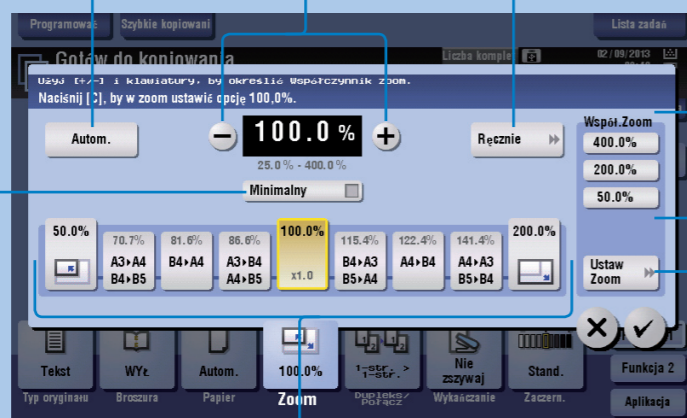 Programować
Szybkie kopiowani
Lista zadań
Gotów do kopiowania
Liczba komple
02/09/2013
Użyj [+/-] i klawiatury, by określić współczynnik zoom.
Naciśnij [C], by w zoom ustawić opcję 100,0%.
Autom.
−
100.0 %
+
Ręcznie
25.0 % - 400.0 %
Minimalny
Współ.Zoom
400.0%
200.0%
50.0%
50.0%
70.7%
A3▸A4
B4▸B5
81.6%
B4▸A4
86.6%
A3▸B4
A4▸B5
100.0%
x1.0
115.4%
B4▸A3
B5▸A4
122.4%
A4▸B4
141.4%
A4▸A3
B5▸B4
200.0%
Ustaw
Zoom
Tekst
WYŁ.
Autom.
100.0%
1-str. >
1-str.
Nie
zszywaj
Stand.
Funkcja 2
Typ oryginału
Broszura
Papier
Zoom
Dupleks/
Połącz
Wykańczanie
Zaczern.
Aplikacja